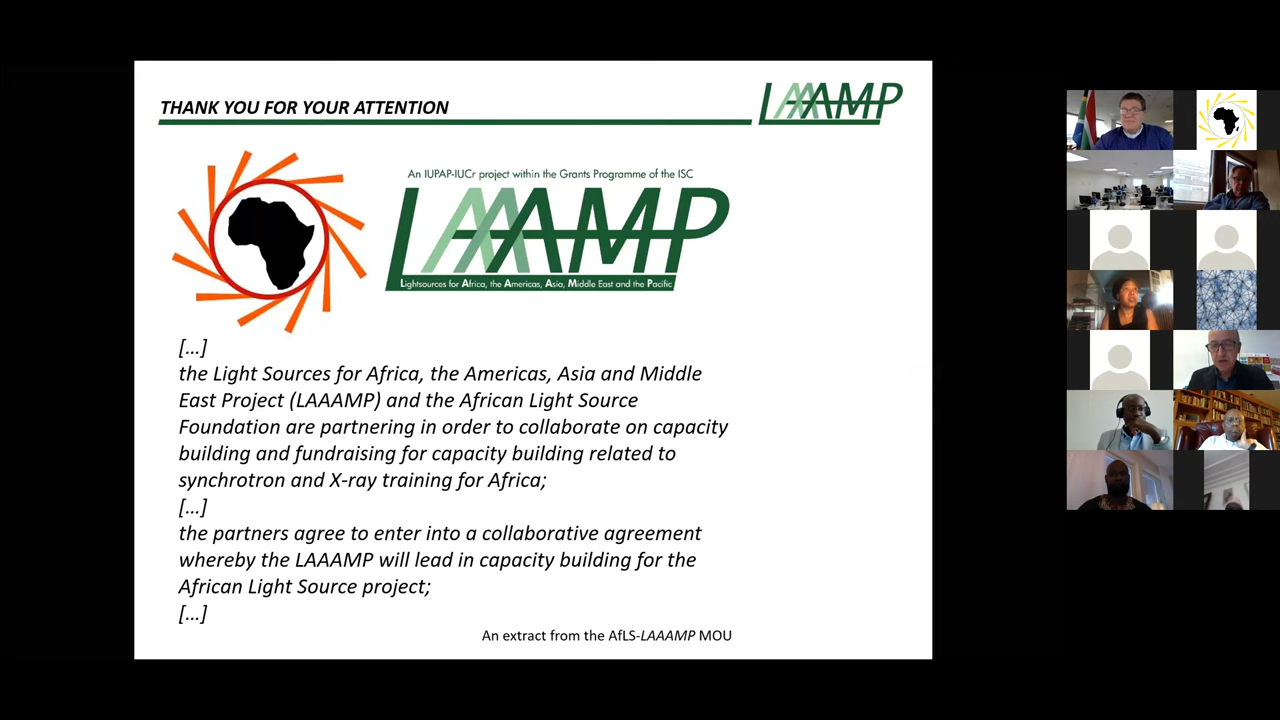 THANK YOU FOR YOUR ATTENTION
LAAAMP
An IUPAP-IUCr project within the Grants Programme of the ISC
LAAAMP
Lightsources for Africa, the Americas, Asia, Middle East and the Pacific
[...]
the Light Sources for Africa, the Americas, Asia and Middle
East Project (LAAAMP) and the African Light Source
Foundation are partnering in order to collaborate on capacity
building and fundraising for capacity building related to
synchrotron and X-ray training for Africa;
[...]
the partners agree to enter into a collaborative agreement
whereby the LAAAMP will lead in capacity building for the
African Light Source project;
[...]
An extract from the AfLS-LAAAMP MOU